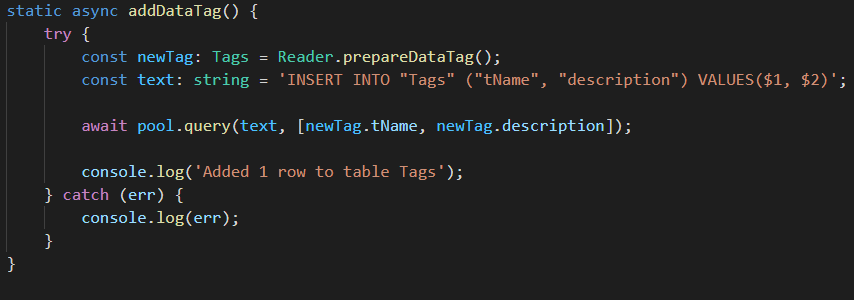 static async addDataTag() {
    try {
        const newTag: Tags = Reader.prepareDataTag();
        const text: string = 'INSERT INTO "Tags" ("tName", "description") VALUES($1, $2)';

        await pool.query(text, [newTag.tName, newTag.description]);

        console.log('Added 1 row to table Tags');
    } catch (err) {
        console.log(err);
    }
}